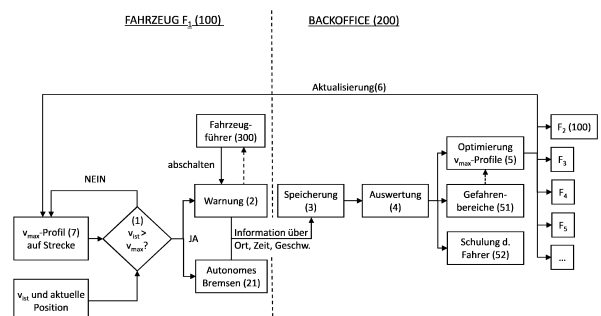 FAHRZEUG F1 (100)
BACKOFFICE (200)
Aktualisierung(6)
Fahrzeug-
führer (300)
abschalten
NEIN
Warnung (2)
vmax-Profil (7)
auf Strecke
(1)
vist >
vmax?
JA
Information über
Ort, Zeit, Geschw.
Autonomes
Bremsen (21)
vist und aktuelle
Position
Speicherung
(3)
Auswertung
(4)
Optimierung
vmax-Profile (5)
Gefahren-
bereiche (51)
Schulung d.
Fahrer (52)
F2 (100)
F3
F4
F5
...